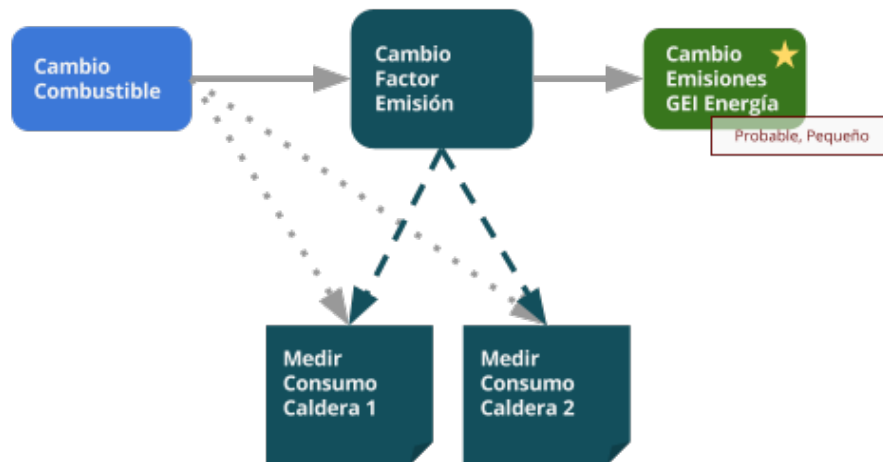 Cambio
Combustible
Cambio
Factor
Emisión
Cambio
Emisiones
GEI Energía
Probable, Pequeño
Medir
Consumo
Caldera 1
Medir
Consumo
Caldera 2